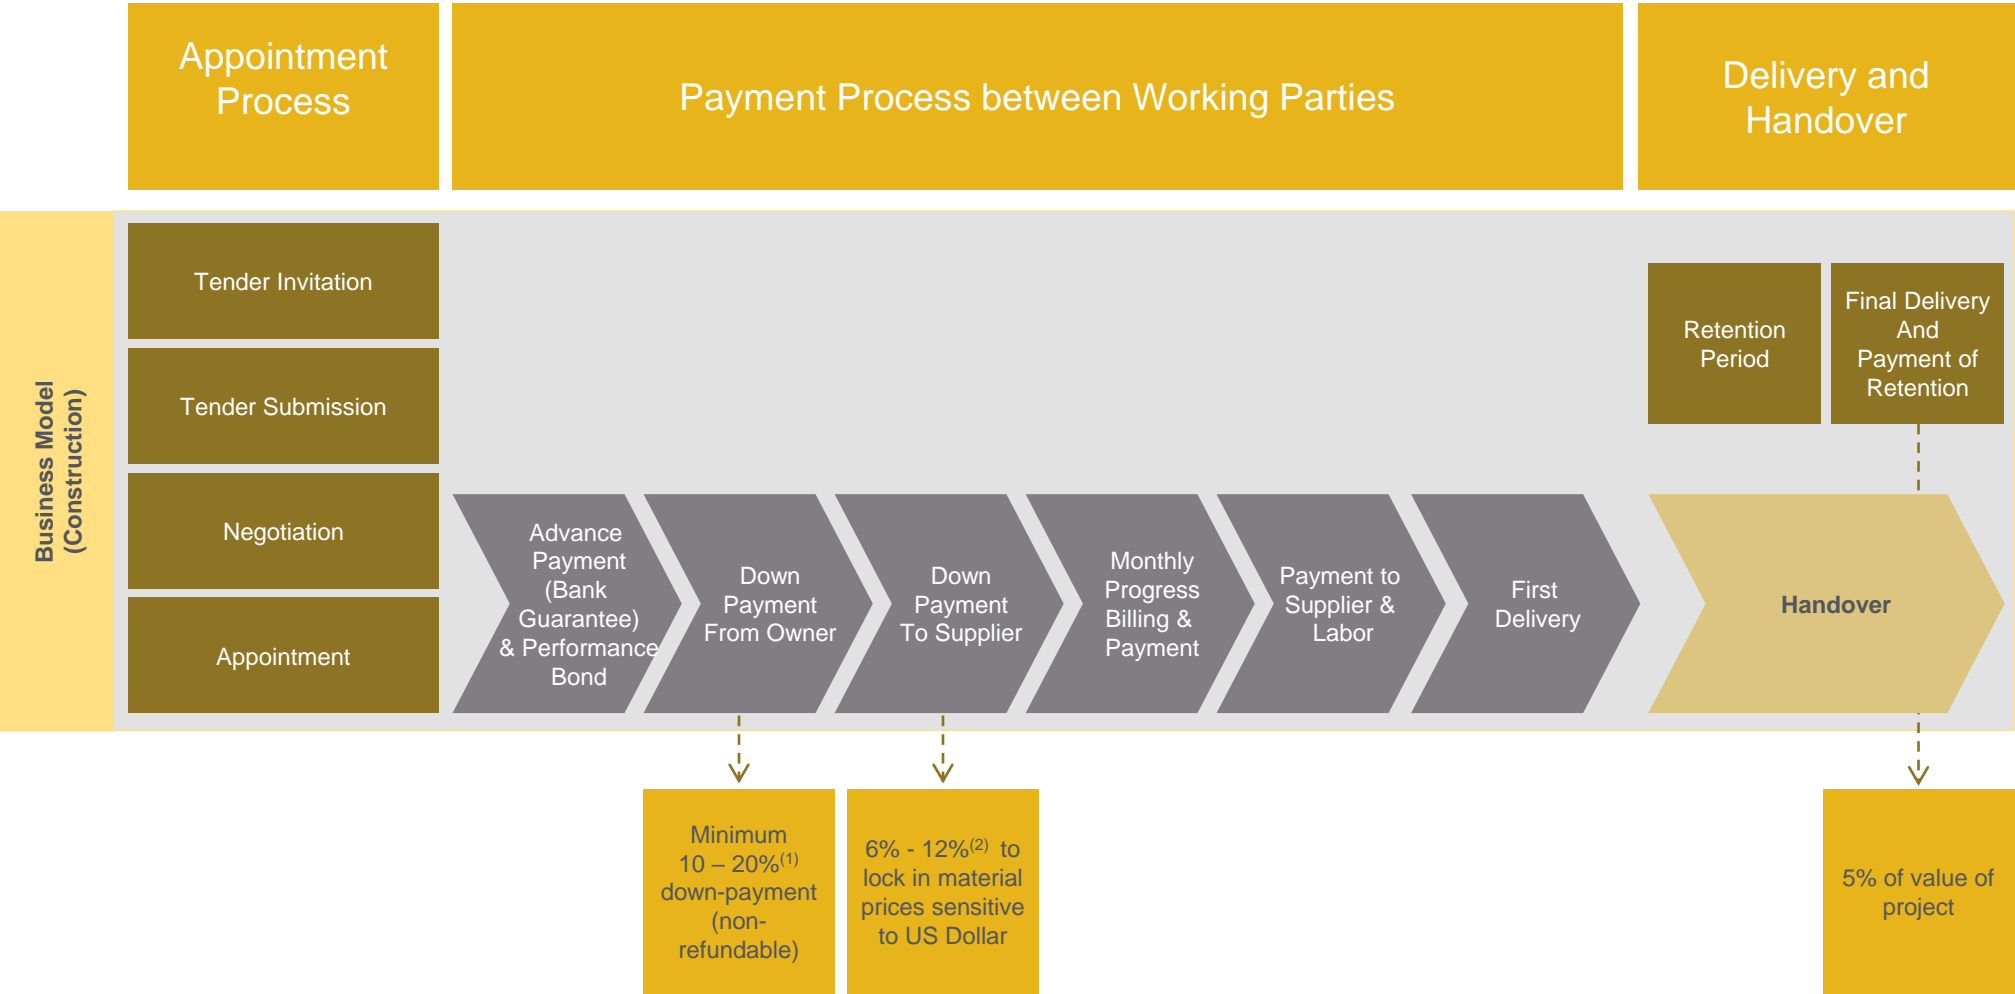 Appointment
Process
Payment Process between Working Parties
Delivery and
Handover
Business Model
(Construction)
Tender Invitation
Tender Submission
Negotiation
Appointment
Retention
Period
Final Delivery
And
Payment of
Retention
Advance
Payment
(Bank
Guarantee)
& Performance
Bond
Down
Payment
From Owner
Down
Payment
To Supplier
Monthly
Progress
Billing &
Payment
Payment to
Supplier &
Labor
First
Delivery
Handover
Minimum
10 – 20%(1)
down-payment
(non-
refundable)
6% - 12%(2) to
lock in material
prices sensitive
to US Dollar
5% of value of
project